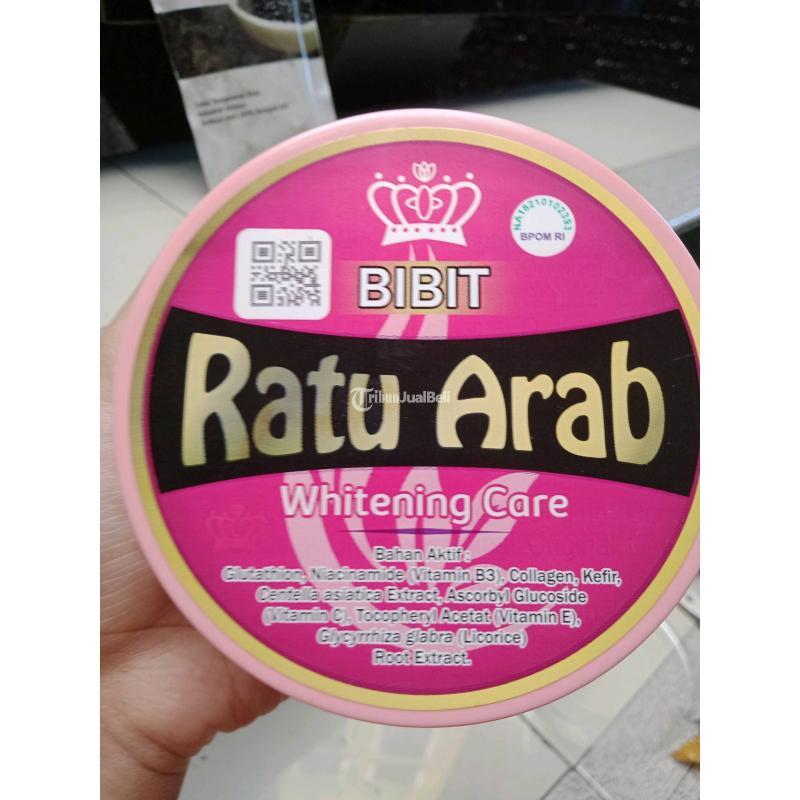 NA18210102393
BPOM RI
BIBIT
Ratu Arab
TribunJualBeli
Whitening Care
Bahan Aktif :
Glutathion, Niacinamide (Vitamin B3), Collagen, Kefir,
Centella asiatica Extract, Ascorbyl Glucoside
(Vitamin C), Tocopheryl Acetat (Vitamin E),
Glycyrrhiza glabra (Licorice)
Root Extract.